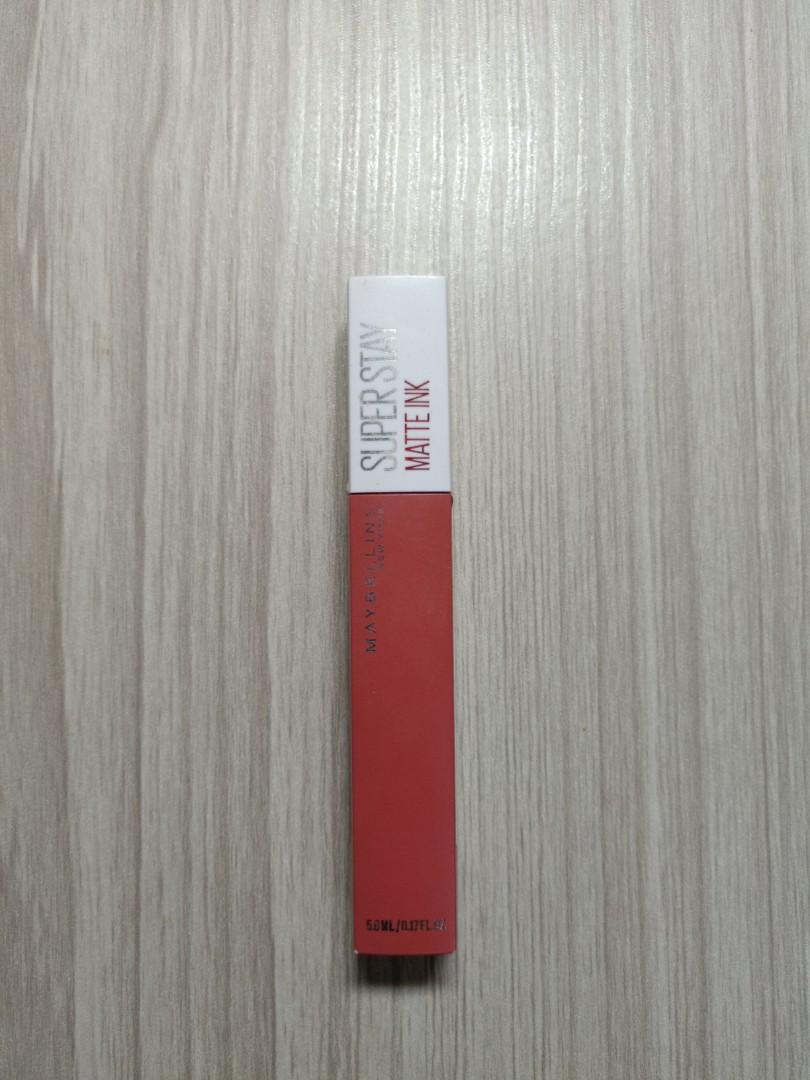 SUPER STAY
MATTE INK
MAYBELLINE
NEW YORK
5.0ML/0.17FL.OZ